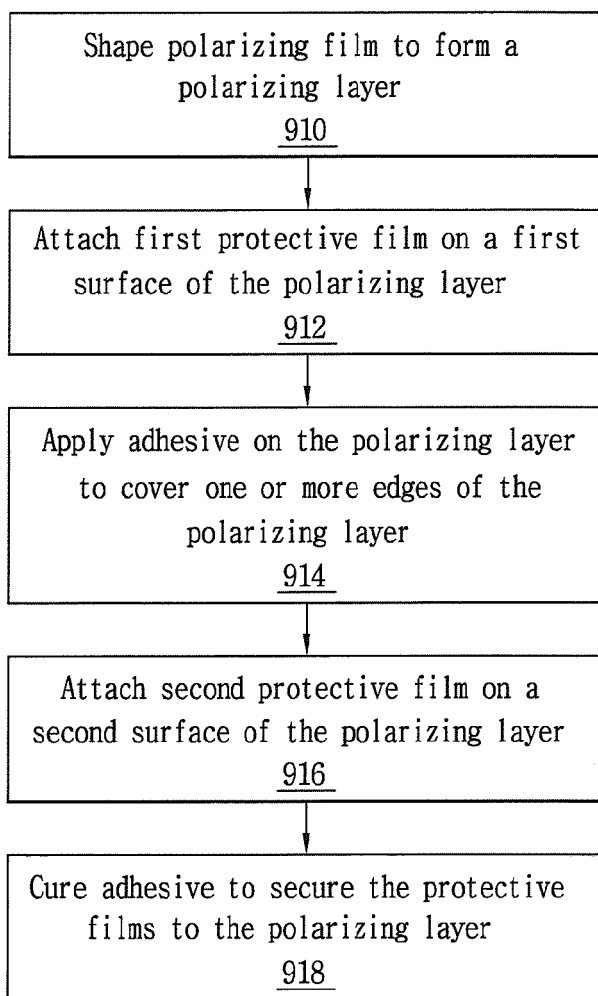 Shape polarizing film to form a
polarizing layer
910
Attach first protective film on a first
surface of the polarizing layer
912
Apply adhesive on the polarizing layer
to cover one or more edges of the
polarizing layer
914
Attach second protective film on a
second surface of the polarizing layer
916
Cure adhesive to secure the protective
films to the polarizing layer
918